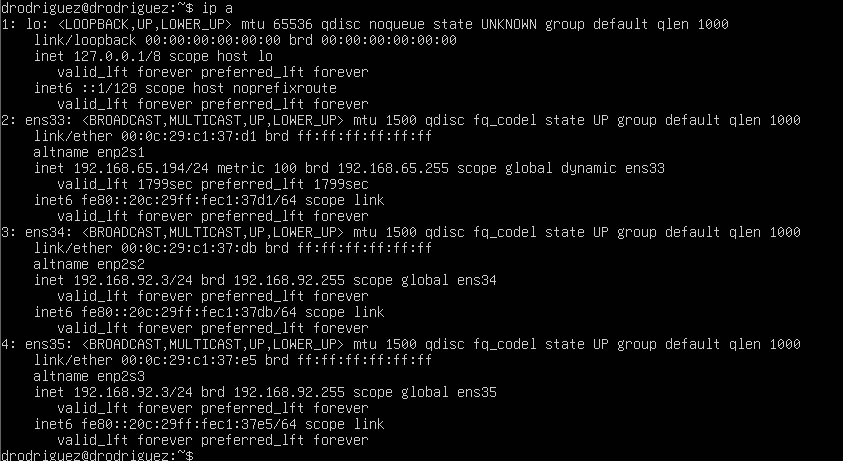 drodriguez@drodriguez:~$ ip a
1: lo: <LOOPBACK,UP,LOWER_UP> mtu 65536 qdisc noqueue state UNKNOWN group default qlen 1000
    link/loopback 00:00:00:00:00:00 brd 00:00:00:00:00:00
    inet 127.0.0.1/8 scope host lo
       valid_lft forever preferred_lft forever
    inet6 ::1/128 scope host noprefixroute
       valid_lft forever preferred_lft forever
2: ens33: <BROADCAST,MULTICAST,UP,LOWER_UP> mtu 1500 qdisc fq_codel state UP group default qlen 1000
    link/ether 00:0c:29:c1:37:d1 brd ff:ff:ff:ff:ff:ff
    altname enp2s1
    inet 192.168.65.194/24 metric 100 brd 192.168.65.255 scope global dynamic ens33
       valid_lft 1799sec preferred_lft 1799sec
    inet6 fe80::20c:29ff:fec1:37d1/64 scope link
       valid_lft forever preferred_lft forever
3: ens34: <BROADCAST,MULTICAST,UP,LOWER_UP> mtu 1500 qdisc fq_codel state UP group default qlen 1000
    link/ether 00:0c:29:c1:37:db brd ff:ff:ff:ff:ff:ff
    altname enp2s2
    inet 192.168.92.3/24 brd 192.168.92.255 scope global ens34
       valid_lft forever preferred_lft forever
    inet6 fe80::20c:29ff:fec1:37db/64 scope link
       valid_lft forever preferred_lft forever
4: ens35: <BROADCAST,MULTICAST,UP,LOWER_UP> mtu 1500 qdisc fq_codel state UP group default qlen 1000
    link/ether 00:0c:29:c1:37:e5 brd ff:ff:ff:ff:ff:ff
    altname enp2s3
    inet 192.168.92.3/24 brd 192.168.92.255 scope global ens35
       valid_lft forever preferred_lft forever
    inet6 fe80::20c:29ff:fec1:37e5/64 scope link
       valid_lft forever preferred_lft forever
drodriguez@drodriguez:~$